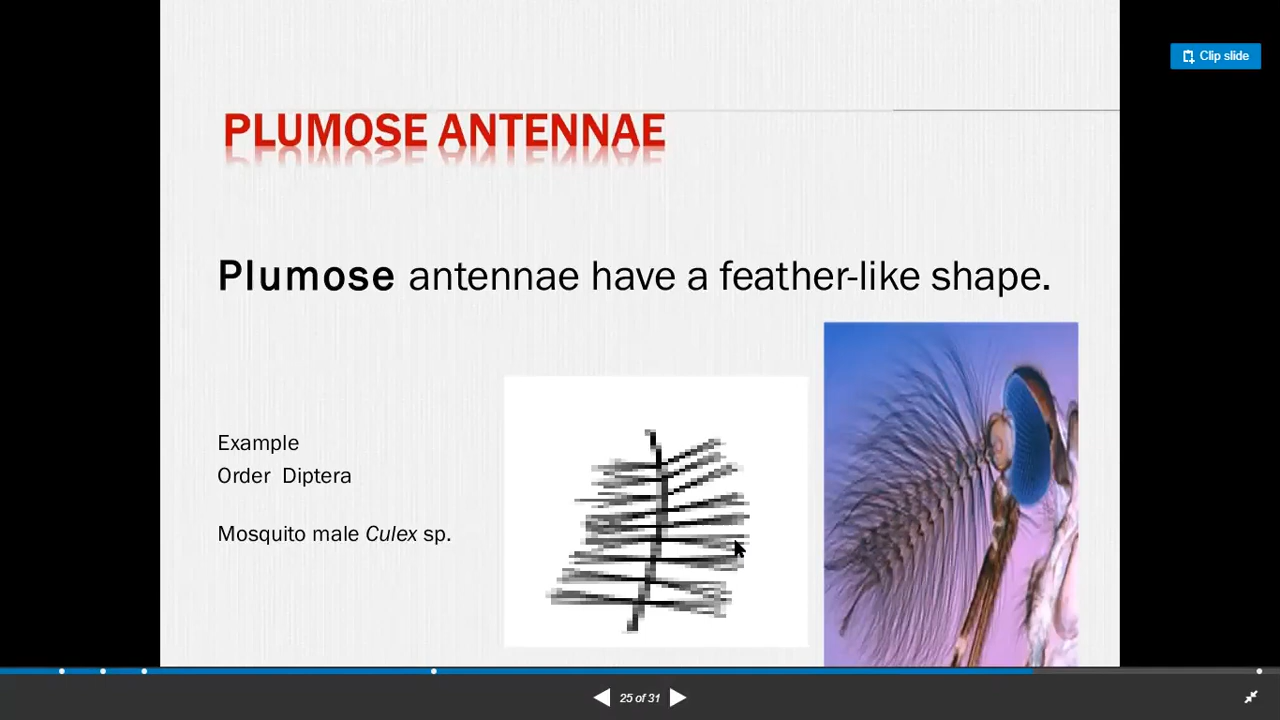 Clip slide
PLUMOSE ANTENNAE
Plumose antennae have a feather-like shape.
Example
Order Diptera
Mosquito male Culex sp.
25 of 31